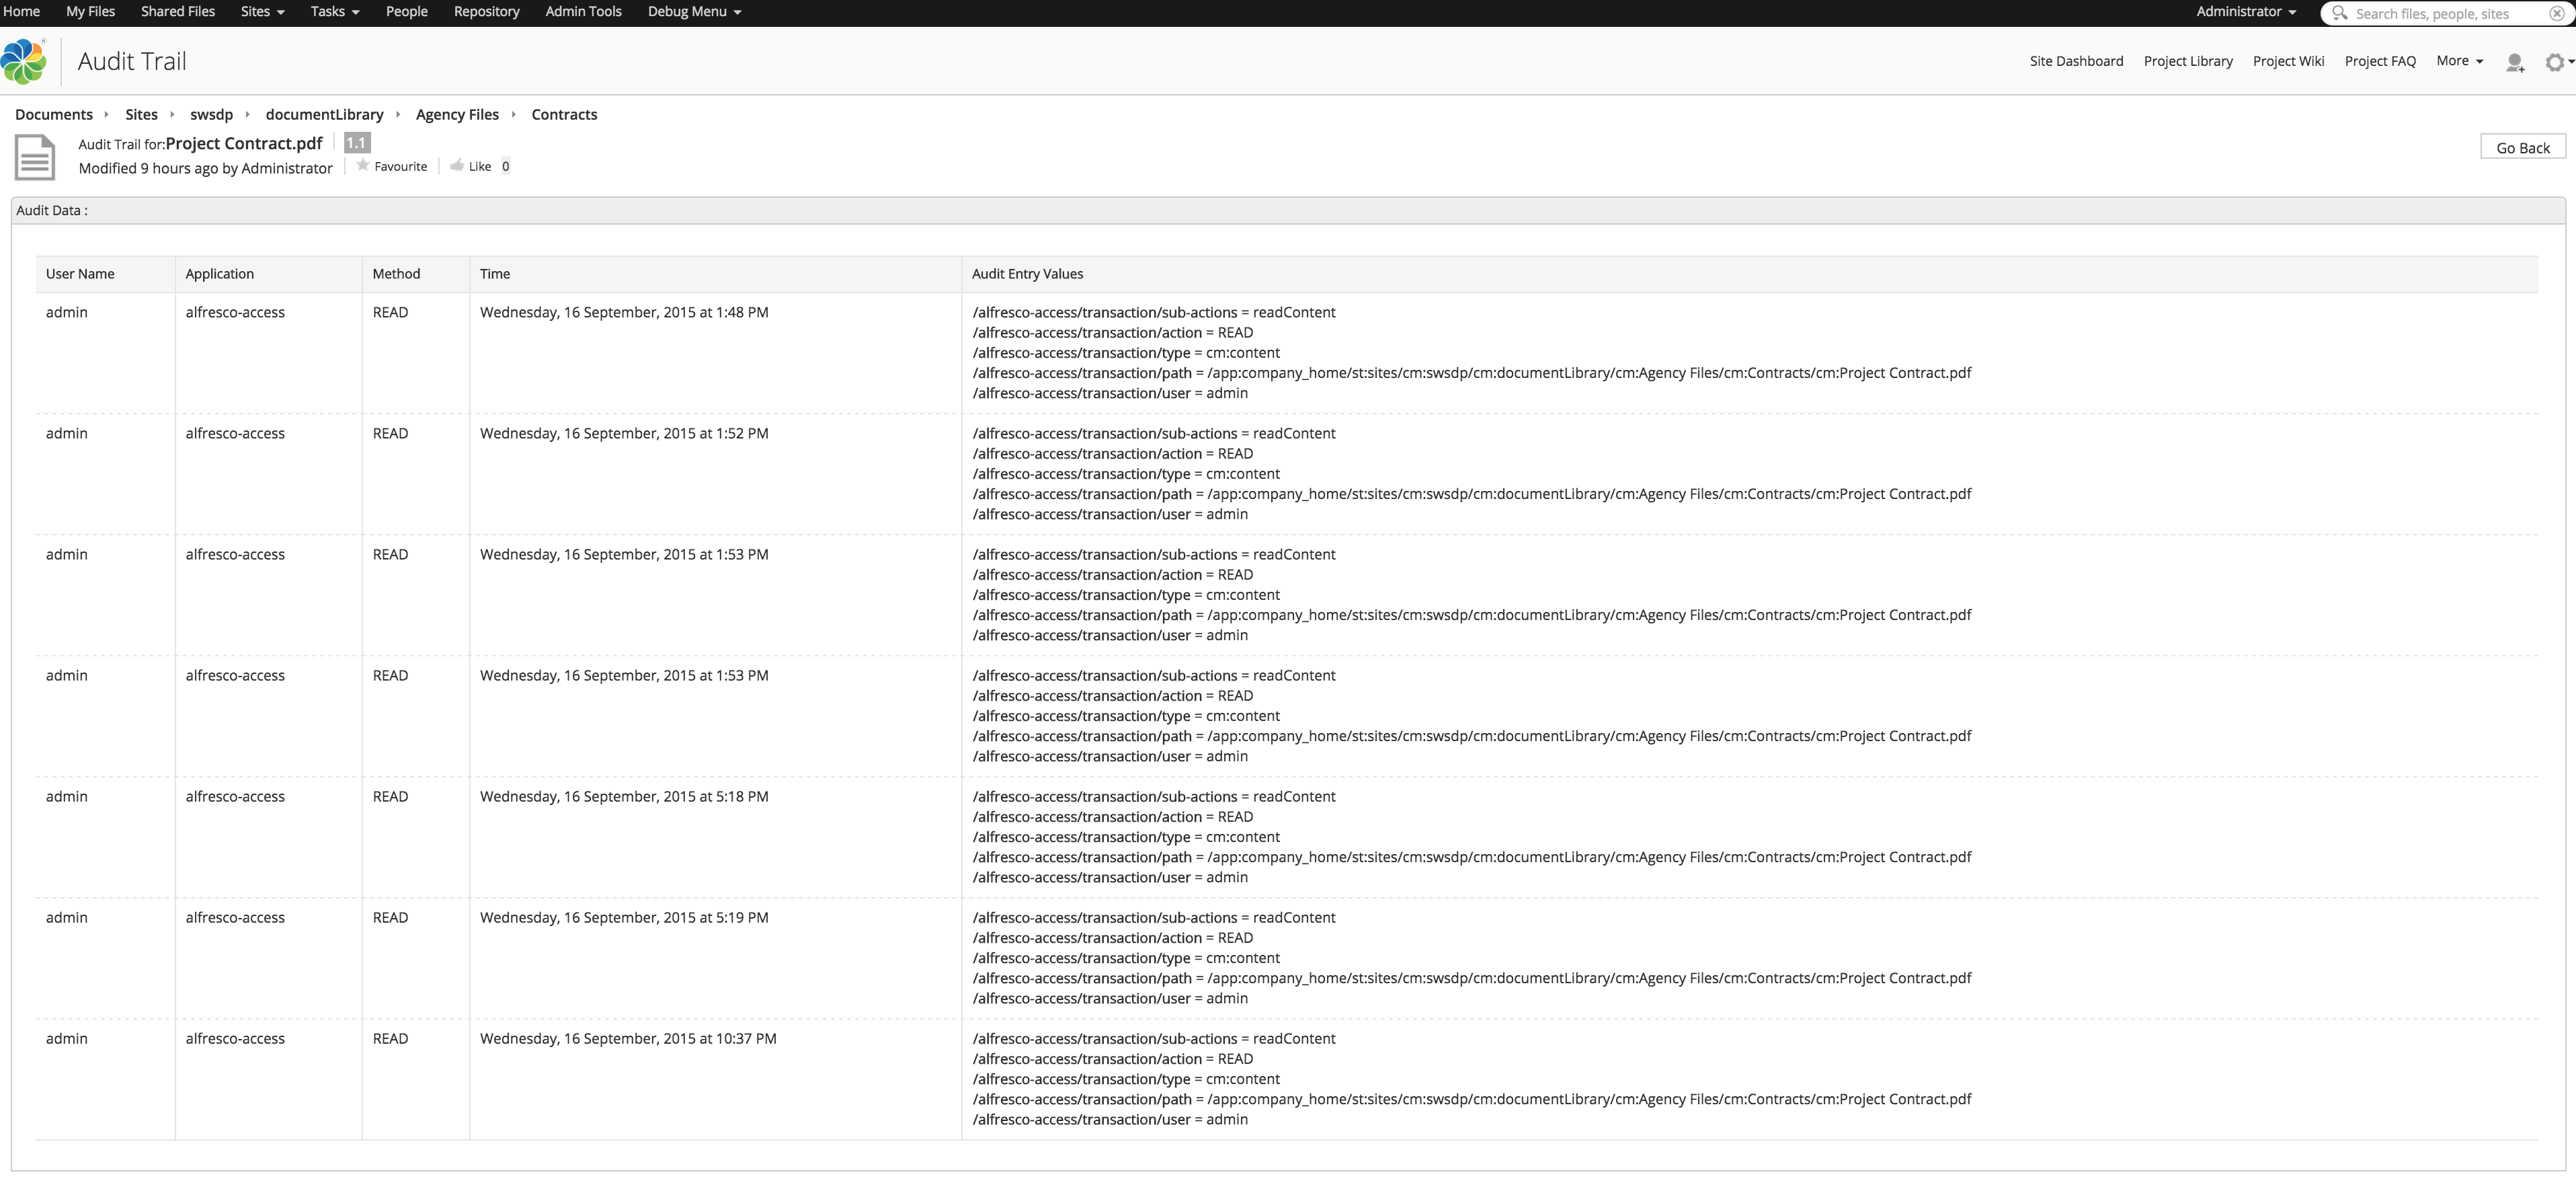 Home My Files Shared Files Sites Tasks People Repository Admin Tools Debug Menu Administrator Search files, people, sites
Audit Trail Site Dashboard Project Library Project Wiki Project FAQ More
Documents Sites swsdp documentLibrary Agency Files Contracts
Audit Trail for:Project Contract.pdf 1.1
Go Back
Modified 9 hours ago by Administrator Favourite Like 0
Audit Data :
User Name Application Method Time Audit Entry Values
admin alfresco-access READ Wednesday, 16 September, 2015 at 1:48 PM /alfresco-access/transaction/sub-actions = readContent
/alfresco-access/transaction/action = READ
/alfresco-access/transaction/type = cm:content
/alfresco-access/transaction/path = /app:company_home/st:sites/cm:swsdp/cm:documentLibrary/cm:Agency Files/cm:Contracts/cm:Project Contract.pdf
/alfresco-access/transaction/user = admin
admin alfresco-access READ Wednesday, 16 September, 2015 at 1:52 PM /alfresco-access/transaction/sub-actions = readContent
/alfresco-access/transaction/action = READ
/alfresco-access/transaction/type = cm:content
/alfresco-access/transaction/path = /app:company_home/st:sites/cm:swsdp/cm:documentLibrary/cm:Agency Files/cm:Contracts/cm:Project Contract.pdf
/alfresco-access/transaction/user = admin
admin alfresco-access READ Wednesday, 16 September, 2015 at 1:53 PM /alfresco-access/transaction/sub-actions = readContent
/alfresco-access/transaction/action = READ
/alfresco-access/transaction/type = cm:content
/alfresco-access/transaction/path = /app:company_home/st:sites/cm:swsdp/cm:documentLibrary/cm:Agency Files/cm:Contracts/cm:Project Contract.pdf
/alfresco-access/transaction/user = admin
admin alfresco-access READ Wednesday, 16 September, 2015 at 1:53 PM /alfresco-access/transaction/sub-actions = readContent
/alfresco-access/transaction/action = READ
/alfresco-access/transaction/type = cm:content
/alfresco-access/transaction/path = /app:company_home/st:sites/cm:swsdp/cm:documentLibrary/cm:Agency Files/cm:Contracts/cm:Project Contract.pdf
/alfresco-access/transaction/user = admin
admin alfresco-access READ Wednesday, 16 September, 2015 at 5:18 PM /alfresco-access/transaction/sub-actions = readContent
/alfresco-access/transaction/action = READ
/alfresco-access/transaction/type = cm:content
/alfresco-access/transaction/path = /app:company_home/st:sites/cm:swsdp/cm:documentLibrary/cm:Agency Files/cm:Contracts/cm:Project Contract.pdf
/alfresco-access/transaction/user = admin
admin alfresco-access READ Wednesday, 16 September, 2015 at 5:19 PM /alfresco-access/transaction/sub-actions = readContent
/alfresco-access/transaction/action = READ
/alfresco-access/transaction/type = cm:content
/alfresco-access/transaction/path = /app:company_home/st:sites/cm:swsdp/cm:documentLibrary/cm:Agency Files/cm:Contracts/cm:Project Contract.pdf
/alfresco-access/transaction/user = admin
admin alfresco-access READ Wednesday, 16 September, 2015 at 10:37 PM /alfresco-access/transaction/sub-actions = readContent
/alfresco-access/transaction/action = READ
/alfresco-access/transaction/type = cm:content
/alfresco-access/transaction/path = /app:company_home/st:sites/cm:swsdp/cm:documentLibrary/cm:Agency Files/cm:Contracts/cm:Project Contract.pdf
/alfresco-access/transaction/user = admin